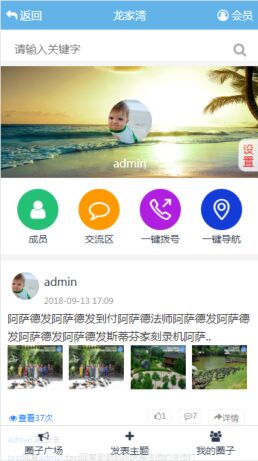 返回 龙家湾 会员
请输入关键字
admin
设置
成员 交流区 一键拨号 一键导航
admin
2018-09-13 17:09
阿萨德发阿萨德发到付阿萨德法师阿萨德发阿萨德
发阿萨德发阿萨德发斯蒂芬家刻录机阿萨..
查看37次 1 7 详情
圈子广场 发表主题 我的圈子